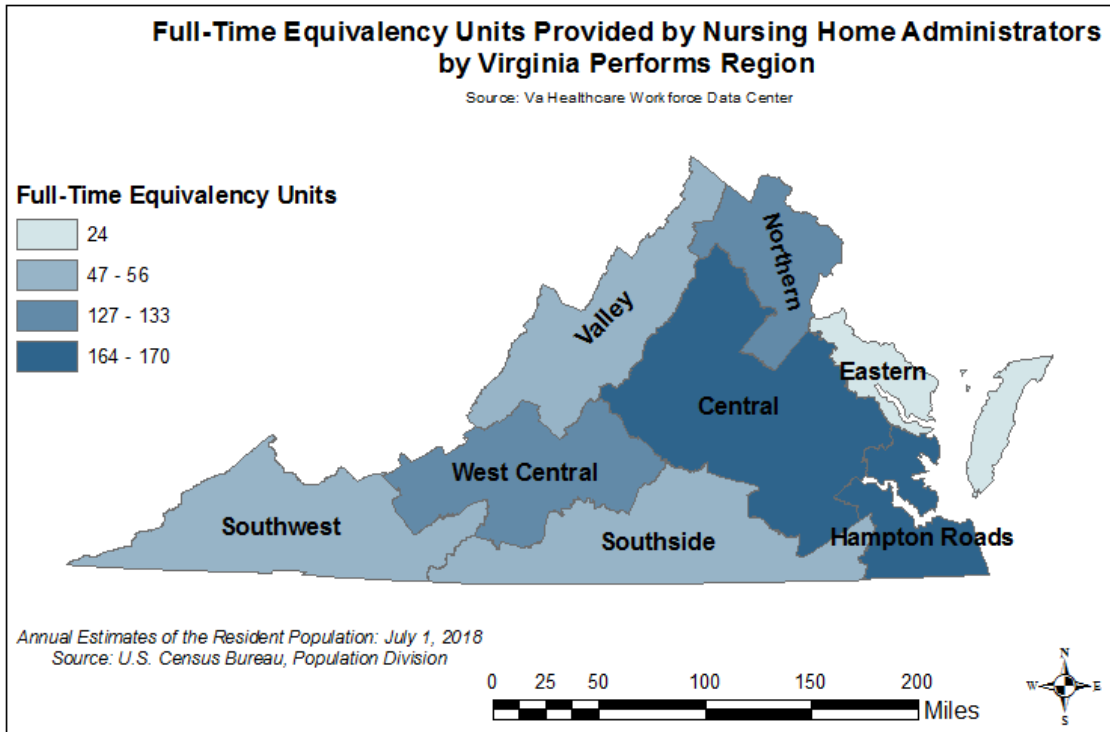 Full-Time Equivalency Units Provided by Nursing Home Administrators
by Virginia Performs Region
Source: Va Healthcare Workforce Data Center
Full-Time Equivalency Units
24
47 - 56
127 - 133
164 - 170
Northern
Valley
Eastern
Central
West Central
Southwest
Southside
Hampton Roads
Annual Estimates of the Resident Population: July 1, 2018
Source: U.S. Census Bureau, Population Division
0 25 50 100 150 200
Miles
N
W E
S